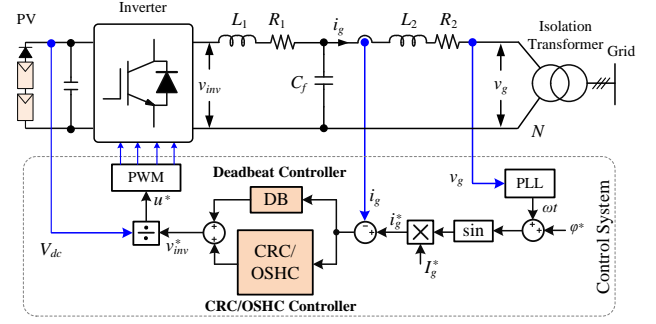 PV
Inverter
L1
R1
ig
L2
R2
Isolation
Transformer
Grid
vinv
Cf
vg
N
PWM
u*
Deadbeat Controller
DB
ig
vg
PLL
ωt
Vdc
÷
v*inv
+
+
CRC/
OSHC
− +
i*g
×
I*g
sin
+
+
φ*
CRC/OSHC Controller
Control System